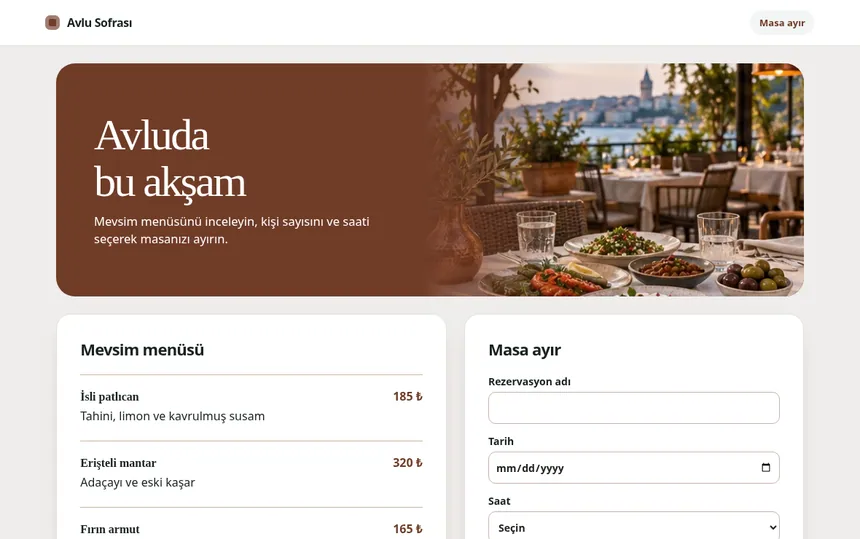 Avlu Sofrası
Masa ayır
Avluda
bu akşam
Mevsim menüsünü inceleyin, kişi sayısını ve saati
seçerek masanızı ayırın.
Mevsim menüsü
İsli patlıcan 185 ₺
Tahini, limon ve kavrulmuş susam
Erişteli mantar 320 ₺
Adaçayı ve eski kaşar
Fırın armut 165 ₺
Masa ayır
Rezervasyon adı
Tarih
mm/dd/yyyy
Saat
Seçin